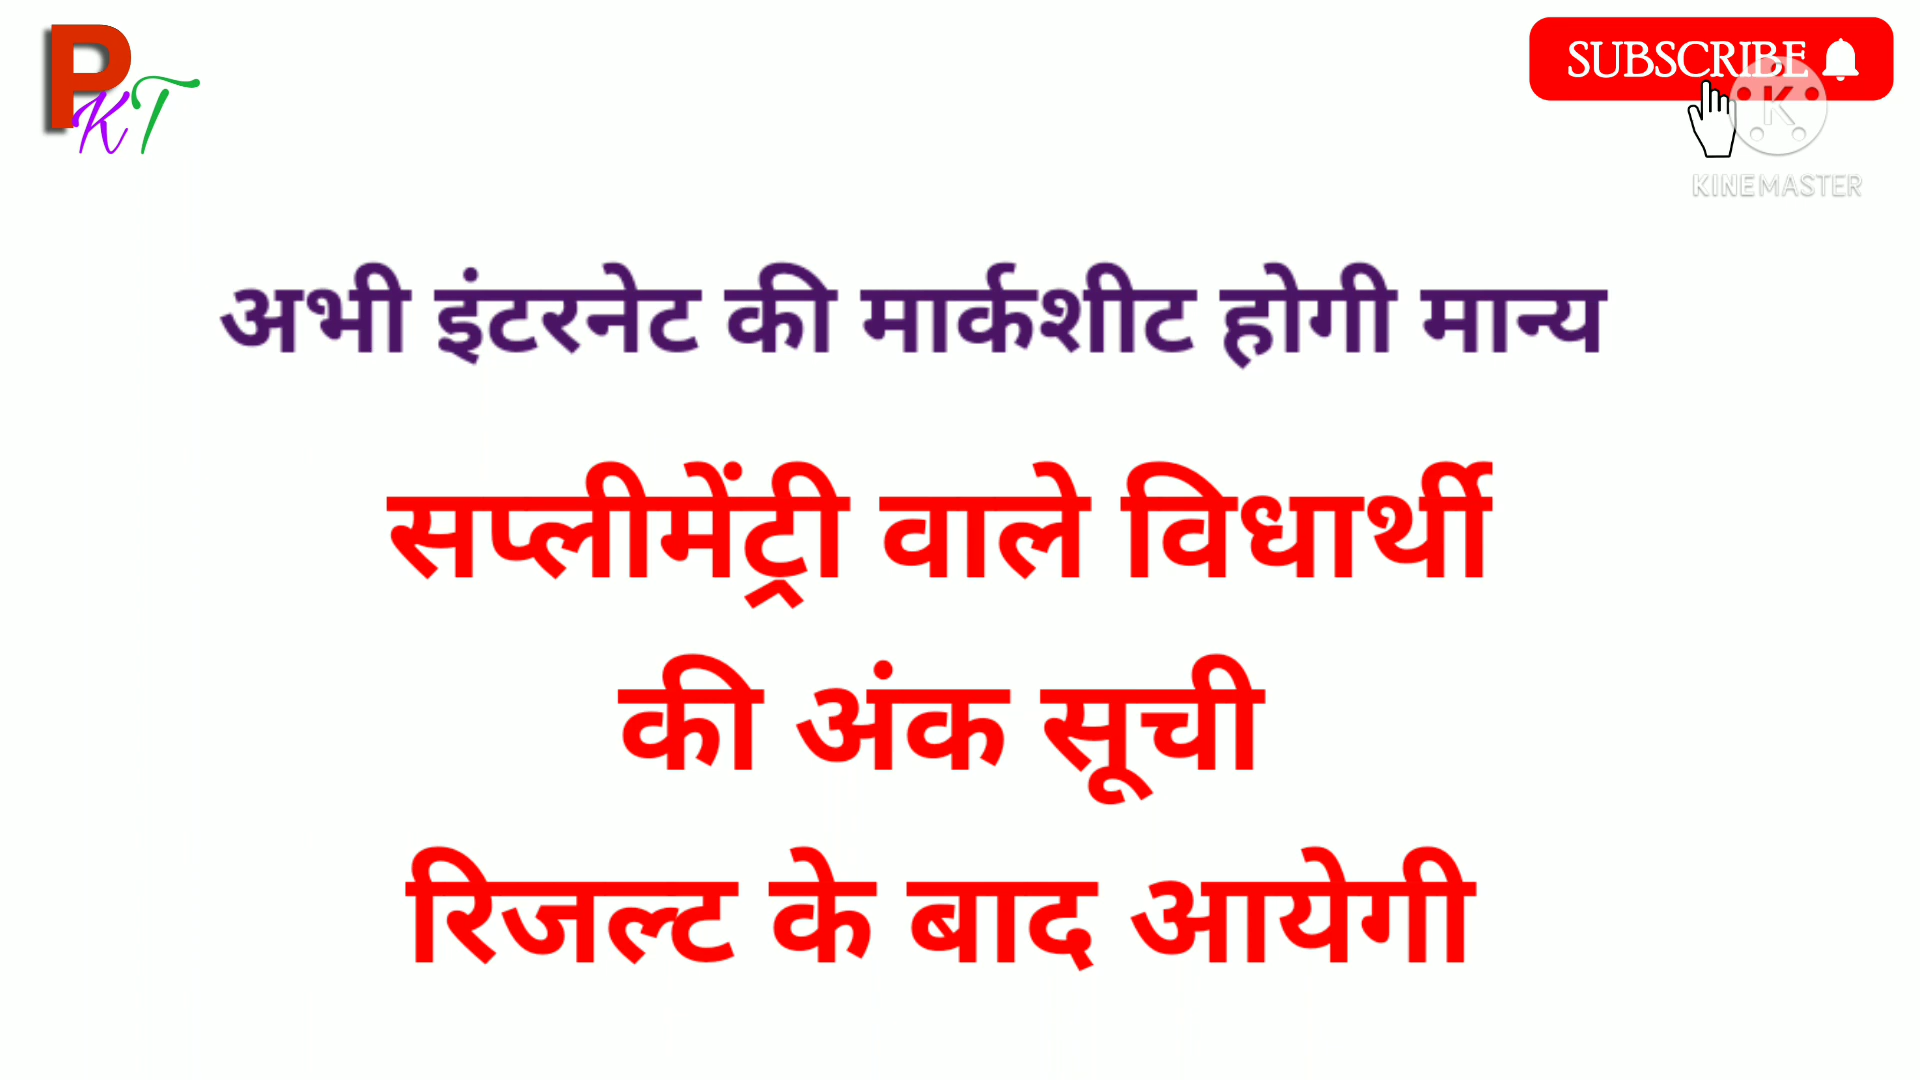 PKT
SUBSCRIBE
K
KINEMASTER
अभी इंटरनेट की मार्कशीट होगी मान्य
सप्लीमेंट्री वाले विधार्थी
की अंक सूची
रिजल्ट के बाद आयेगी